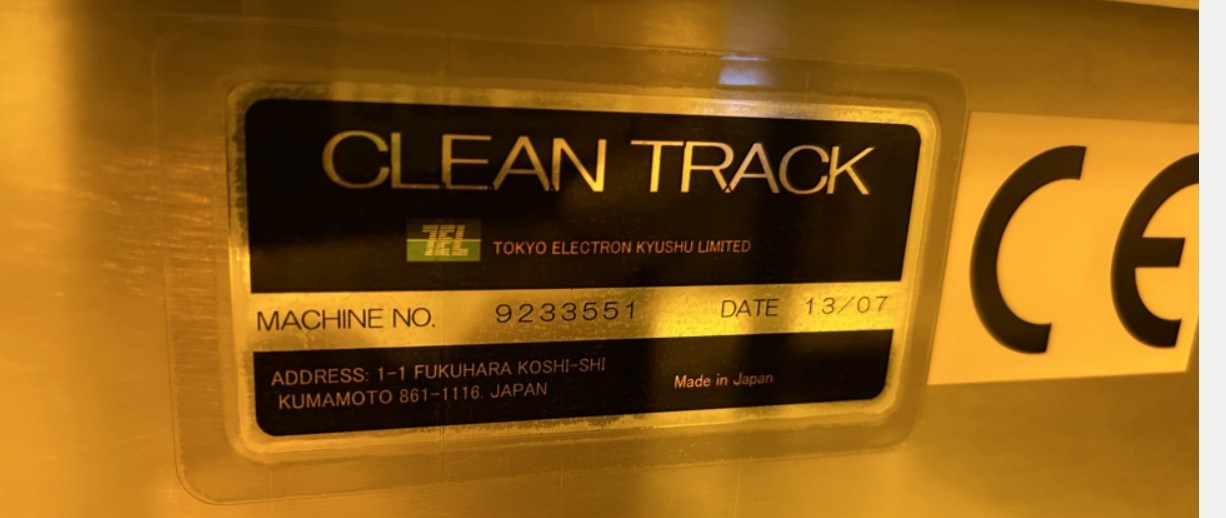 CLEAN TRACK
TEL TOKYO ELECTRON KYUSHU LIMITED
MACHINE NO. 9233551 DATE 13/07
ADDRESS: 1-1 FUKUHARA KOSHI-SHI
KUMAMOTO 861-1116. JAPAN
Made in Japan
CE